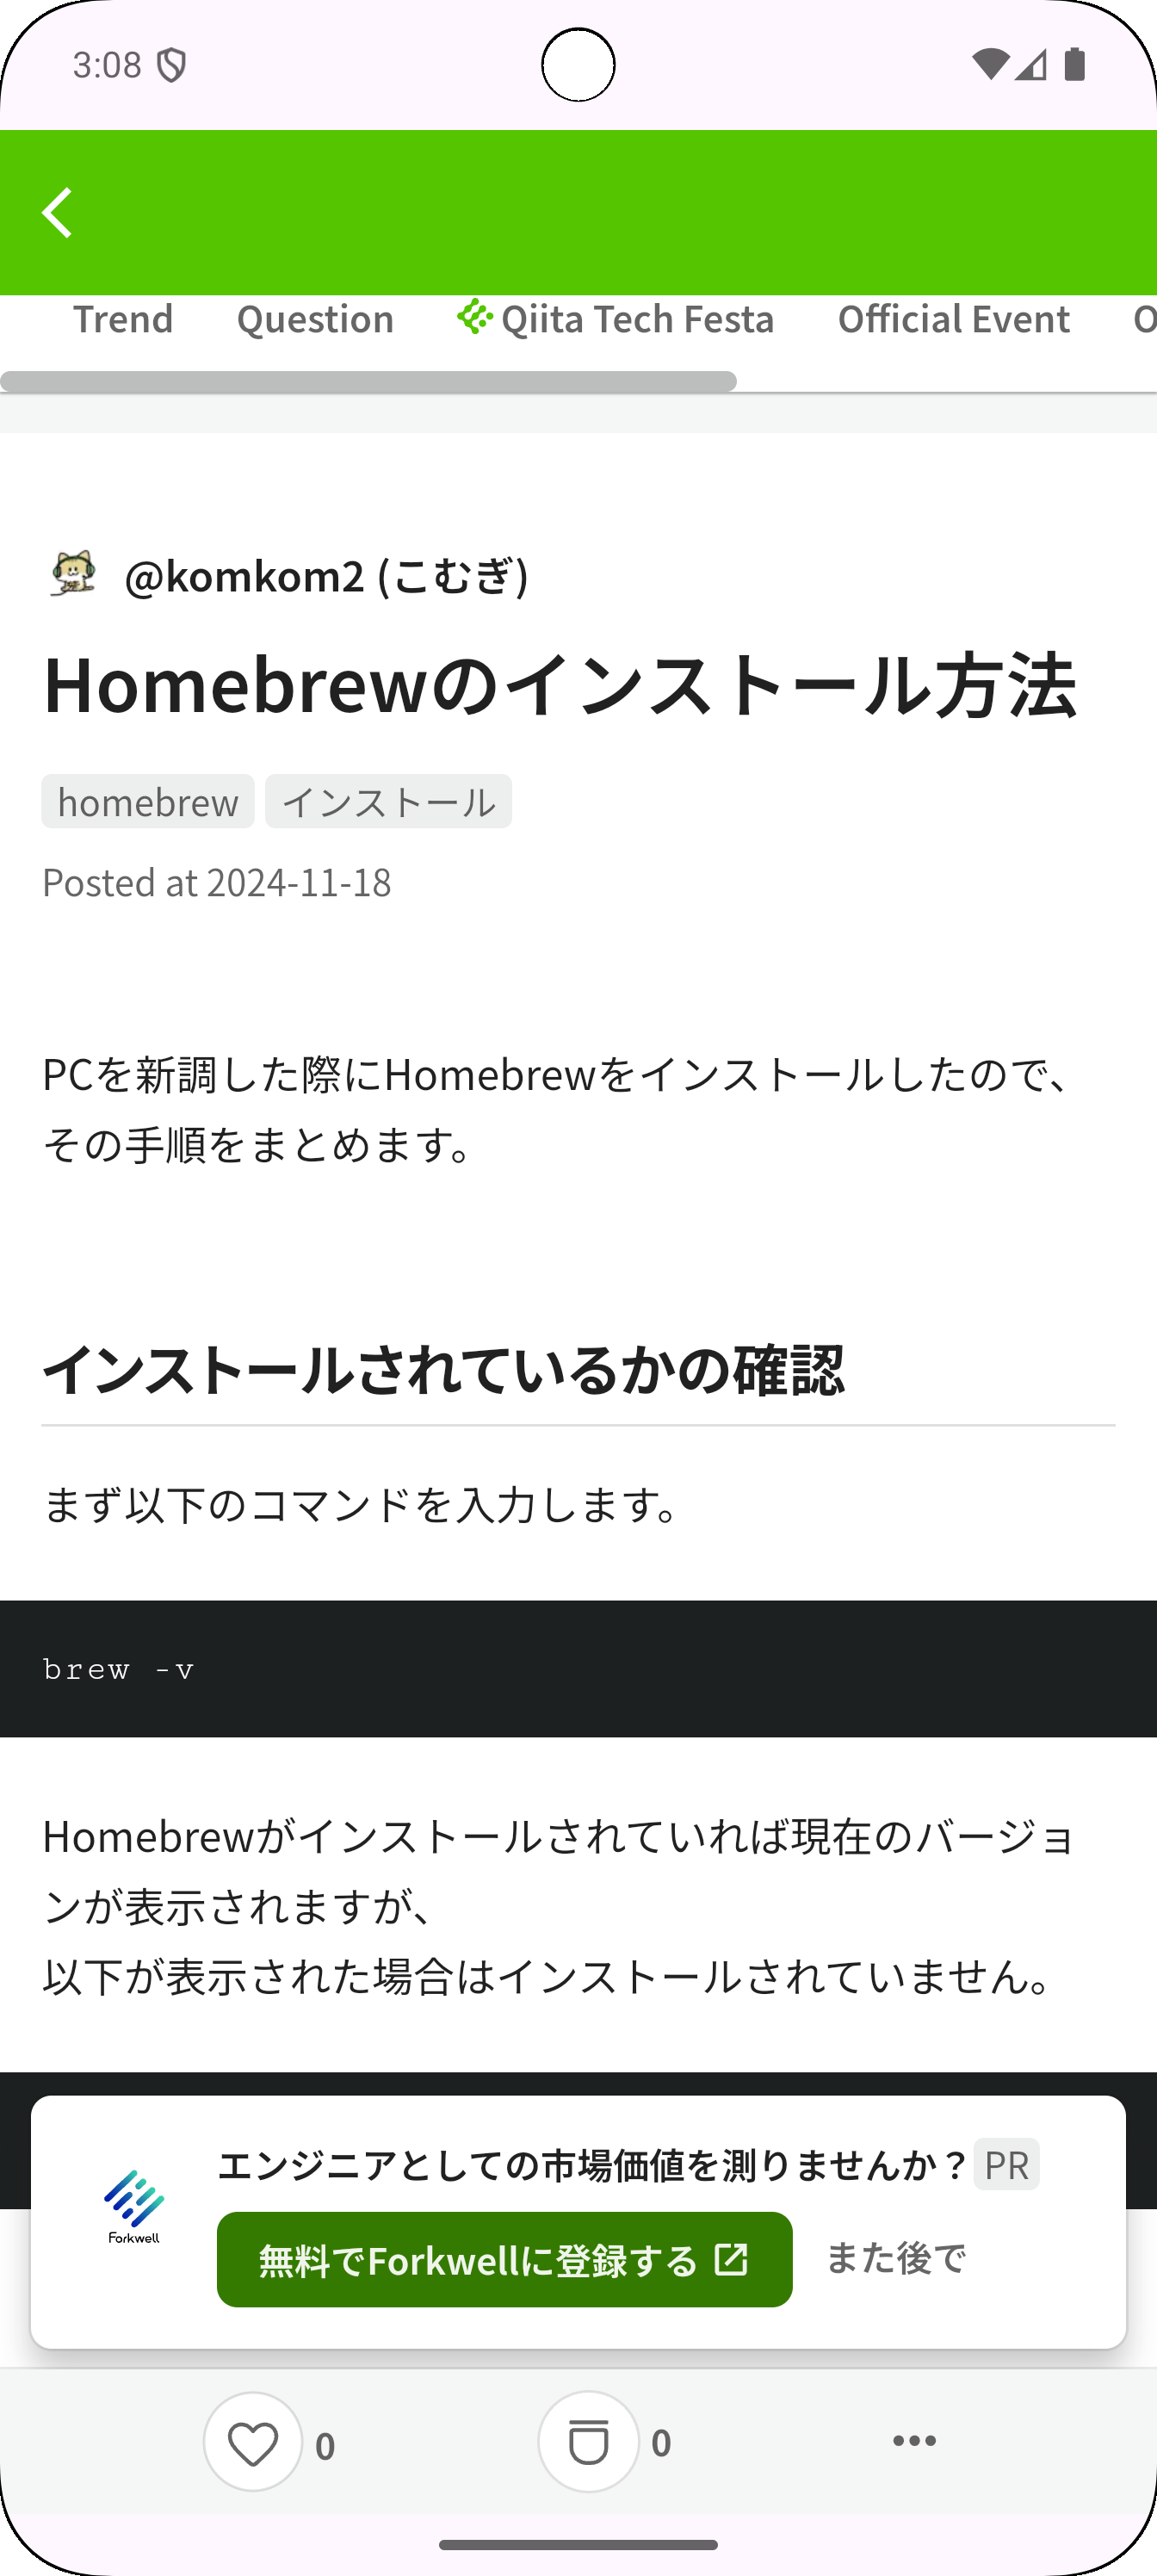 3:08
Trend Question Qiita Tech Festa Official Event O
@komkom2 (こむぎ)
Homebrewのインストール方法
homebrew インストール
Posted at 2024-11-18
PCを新調した際にHomebrewをインストールしたので、
その手順をまとめます。
インストールされているかの確認
まず以下のコマンドを入力します。
brew -v
Homebrewがインストールされていれば現在のバージョ
ンが表示されますが、
以下が表示された場合はインストールされていません。
エンジニアとしての市場価値を測りませんか？ PR
Forkwell
無料でForkwellに登録する また後で
0 0